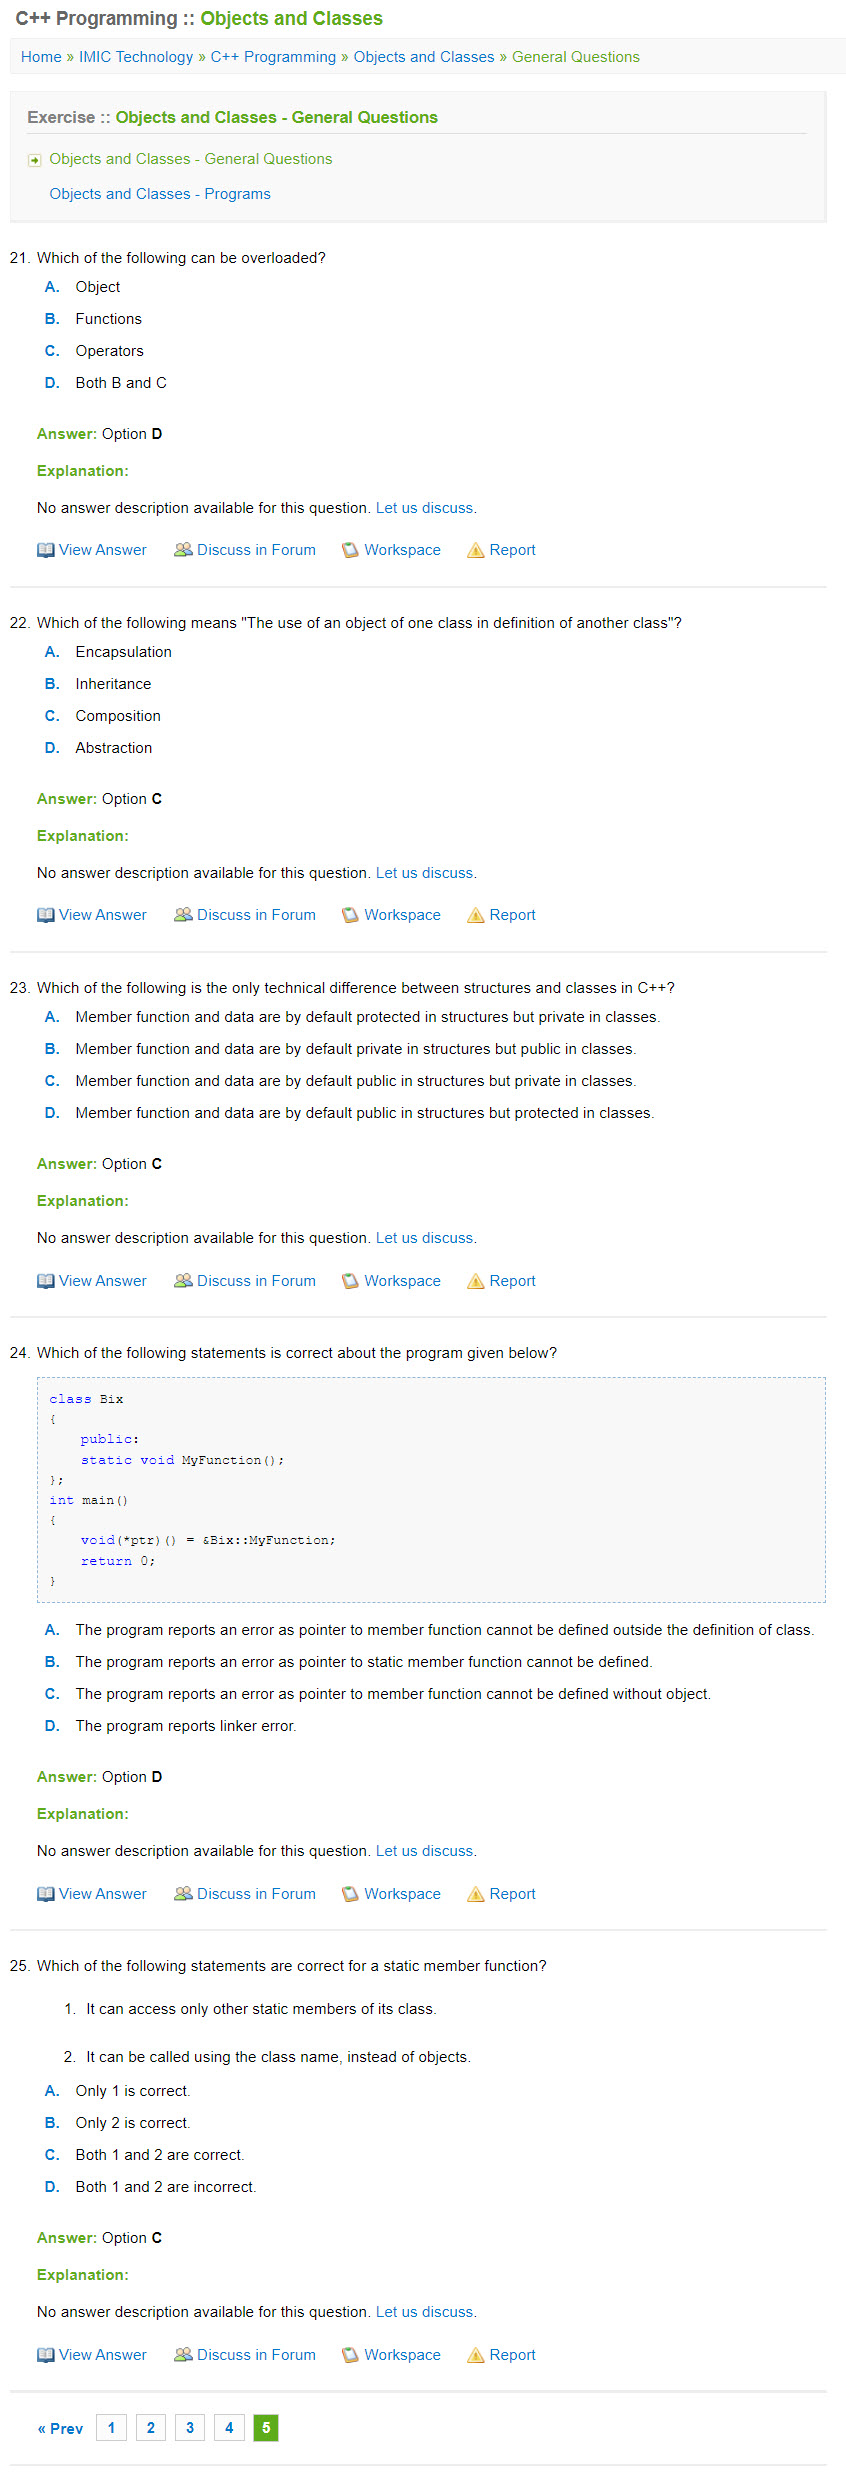 C++ Programming :: Objects and Classes
Home » IMIC Technology » C++ Programming » Objects and Classes » General Questions
Exercise :: Objects and Classes - General Questions
Objects and Classes - General Questions
Objects and Classes - Programs
21. Which of the following can be overloaded?
A. Object
B. Functions
C. Operators
D. Both B and C
Answer: Option D
Explanation:
No answer description available for this question. Let us discuss.
View Answer Discuss in Forum Workspace Report
22. Which of the following means "The use of an object of one class in definition of another class"?
A. Encapsulation
B. Inheritance
C. Composition
D. Abstraction
Answer: Option C
Explanation:
No answer description available for this question. Let us discuss.
View Answer Discuss in Forum Workspace Report
23. Which of the following is the only technical difference between structures and classes in C++?
A. Member function and data are by default protected in structures but private in classes.
B. Member function and data are by default private in structures but public in classes.
C. Member function and data are by default public in structures but private in classes.
D. Member function and data are by default public in structures but protected in classes.
Answer: Option C
Explanation:
No answer description available for this question. Let us discuss.
View Answer Discuss in Forum Workspace Report
24. Which of the following statements is correct about the program given below?
class Bix
{
public:
static void MyFunction();
};
int main()
{
void(*ptr)() = &Bix::MyFunction;
return 0;
}
A. The program reports an error as pointer to member function cannot be defined outside the definition of class.
B. The program reports an error as pointer to static member function cannot be defined.
C. The program reports an error as pointer to member function cannot be defined without object.
D. The program reports linker error.
Answer: Option D
Explanation:
No answer description available for this question. Let us discuss.
View Answer Discuss in Forum Workspace Report
25. Which of the following statements are correct for a static member function?
1. It can access only other static members of its class.
2. It can be called using the class name, instead of objects.
A. Only 1 is correct.
B. Only 2 is correct.
C. Both 1 and 2 are correct.
D. Both 1 and 2 are incorrect.
Answer: Option C
Explanation:
No answer description available for this question. Let us discuss.
View Answer Discuss in Forum Workspace Report
« Prev 1 2 3 4 5